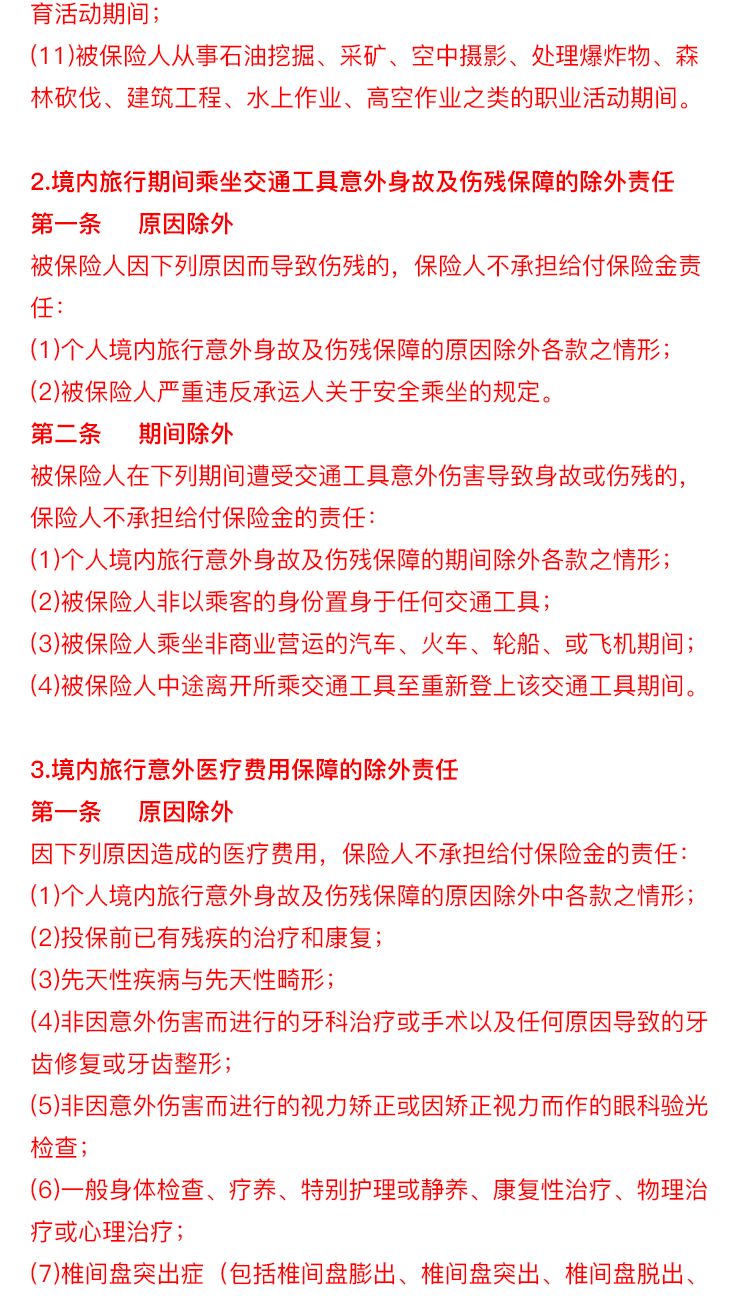 育活动期间；
(11)被保险人从事石油挖掘、采矿、空中摄影、处理爆炸物、森
林砍伐、建筑工程、水上作业、高空作业之类的职业活动期间。
2.境内旅行期间乘坐交通工具意外身故及伤残保障的除外责任
第一条 原因除外
被保险人因下列原因而导致伤残的，保险人不承担给付保险金责
任：
(1)个人境内旅行意外身故及伤残保障的原因除外各款之情形；
(2)被保险人严重违反承运人关于安全乘坐的规定。
第二条 期间除外
被保险人在下列期间遭受交通工具意外伤害导致身故或伤残的，
保险人不承担给付保险金的责任：
(1)个人境内旅行意外身故及伤残保障的期间除外各款之情形；
(2)被保险人非以乘客的身份置身于任何交通工具；
(3)被保险人乘坐非商业营运的汽车、火车、轮船、或飞机期间；
(4)被保险人中途离开所乘交通工具至重新登上该交通工具期间。
3.境内旅行意外医疗费用保障的除外责任
第一条 原因除外
因下列原因造成的医疗费用，保险人不承担给付保险金的责任：
(1)个人境内旅行意外身故及伤残保障的原因除外中各款之情形；
(2)投保前已有残疾的治疗和康复；
(3)先天性疾病与先天性畸形；
(4)非因意外伤害而进行的牙科治疗或手术以及任何原因导致的牙
齿修复或牙齿整形；
(5)非因意外伤害而进行的视力矫正或因矫正视力而作的眼科验光
检查；
(6)一般身体检查、疗养、特别护理或静养、康复性治疗、物理治
疗或心理治疗；
(7)椎间盘突出症（包括椎间盘膨出、椎间盘突出、椎间盘脱出、